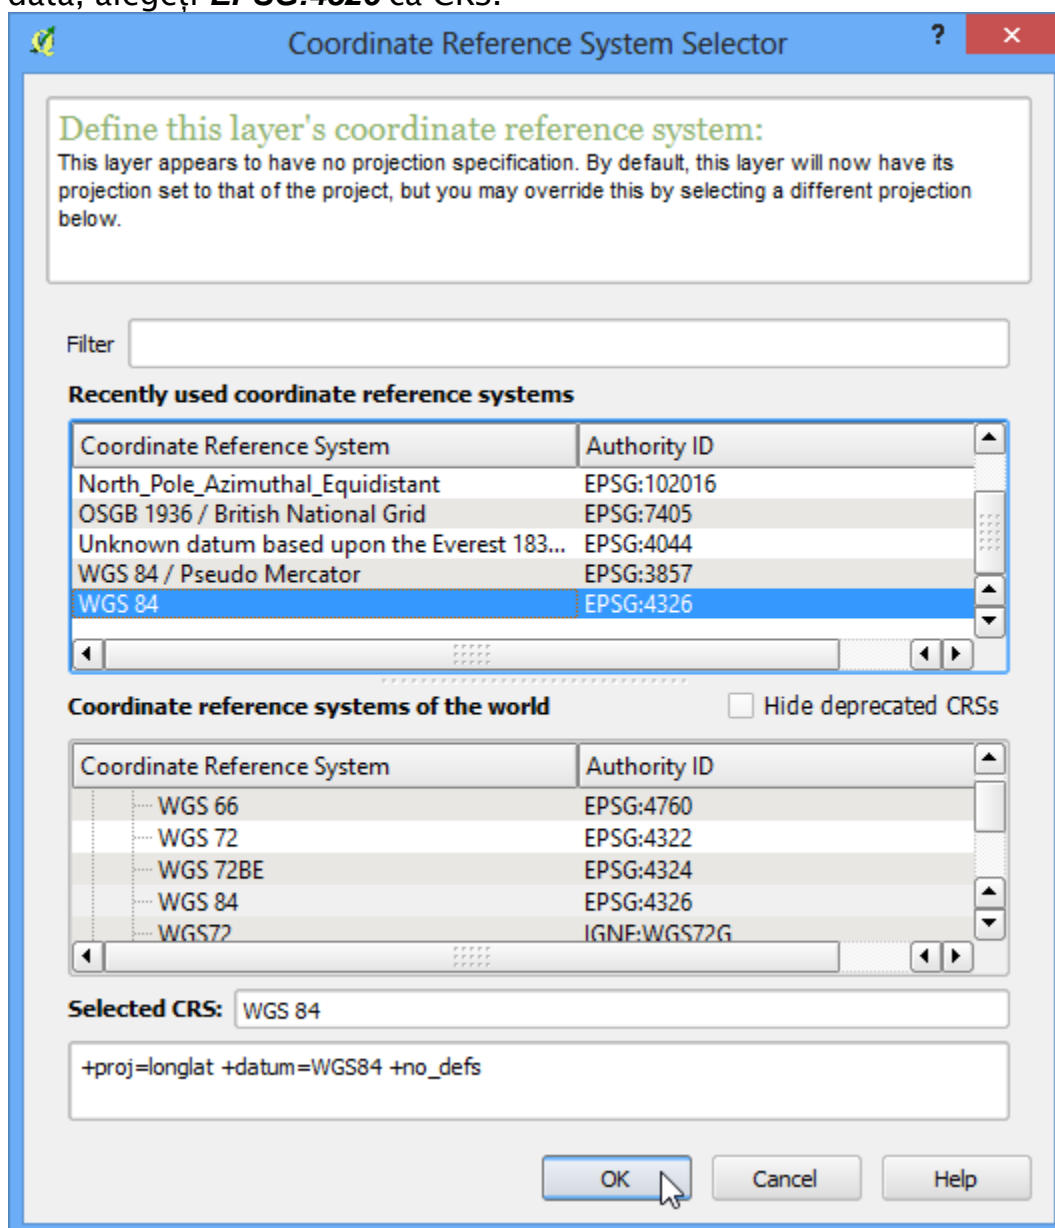 dată, alegeți EPSG:4326 ca CRS.
Coordinate Reference System Selector
?
×
Define this layer's coordinate reference system:
This layer appears to have no projection specification. By default, this layer will now have its
projection set to that of the project, but you may override this by selecting a different projection
below.
Filter
Recently used coordinate reference systems
Coordinate Reference System Authority ID
North_Pole_Azimuthal_Equidistant EPSG:102016
OSGB 1936 / British National Grid EPSG:7405
Unknown datum based upon the Everest 183... EPSG:4044
WGS 84 / Pseudo Mercator EPSG:3857
WGS 84 EPSG:4326
Coordinate reference systems of the world Hide deprecated CRSs
Coordinate Reference System Authority ID
WGS 66 EPSG:4760
WGS 72 EPSG:4322
WGS 72BE EPSG:4324
WGS 84 EPSG:4326
WGS72 IGNF:WGS72G
Selected CRS: WGS 84
+proj=longlat +datum=WGS84 +no_defs
OK Cancel Help